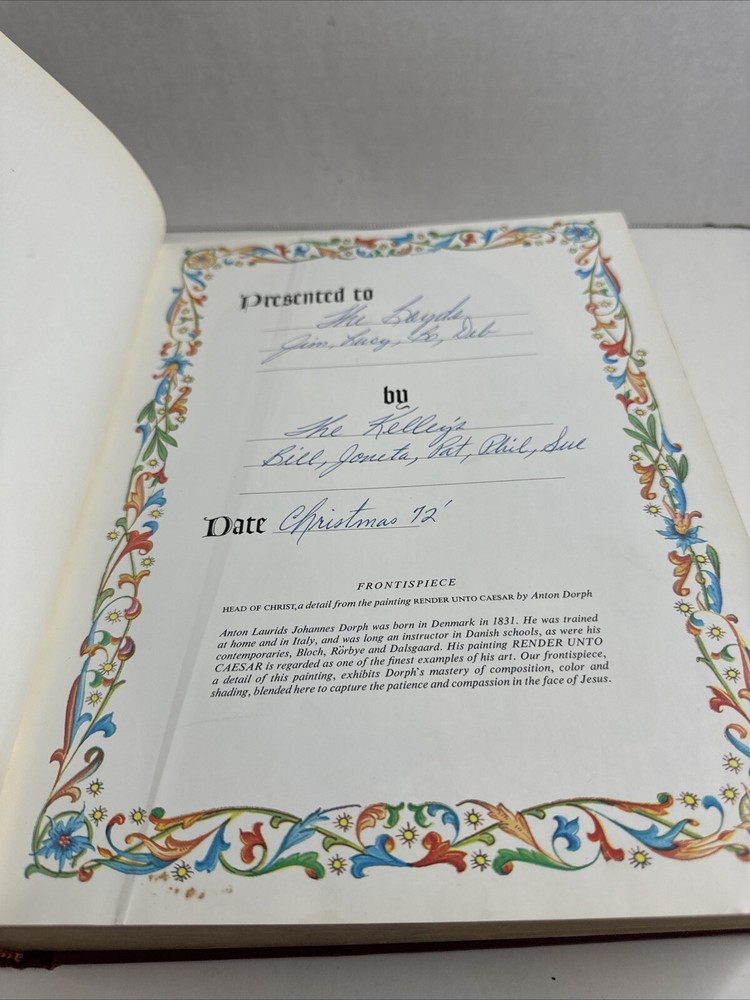 Presented to
The Loyds
Jim, Lucy, Bo, Deb
by
The Kelley's
Bill, Joneta, Pat, Phil, Sue
Date Christmas 72'
FRONTISPIECE
HEAD OF CHRIST, a detail from the painting RENDER UNTO CAESAR by Anton Dorph
Anton Laurids Johannes Dorph was born in Denmark in 1831. He was trained
at home and in Italy, and was long an instructor in Danish schools, as were his
contemporaries, Bloch, Rörbye and Dalsgaard. His painting RENDER UNTO
CAESAR is regarded as one of the finest examples of his art. Our frontispiece,
a detail of this painting, exhibits Dorph's mastery of composition, color and
shading, blended here to capture the patience and compassion in the face of Jesus.